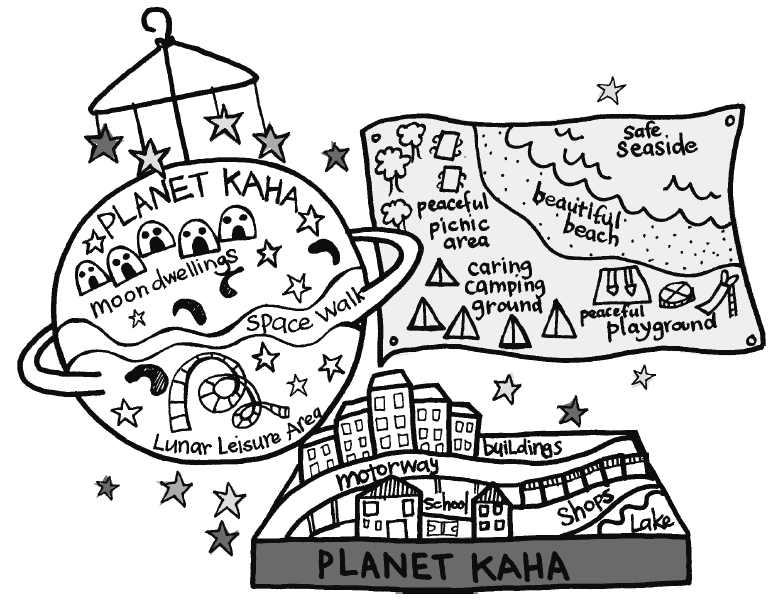 PLANET KAHA
moon dwellings
Space Walk
Lunar Leisure Area
safe
seaside
beautiful
beach
peaceful
picnic
area
caring
camping
ground
peaceful
playground
buildings
motorway
School
Shops
Lake
PLANET KAHA